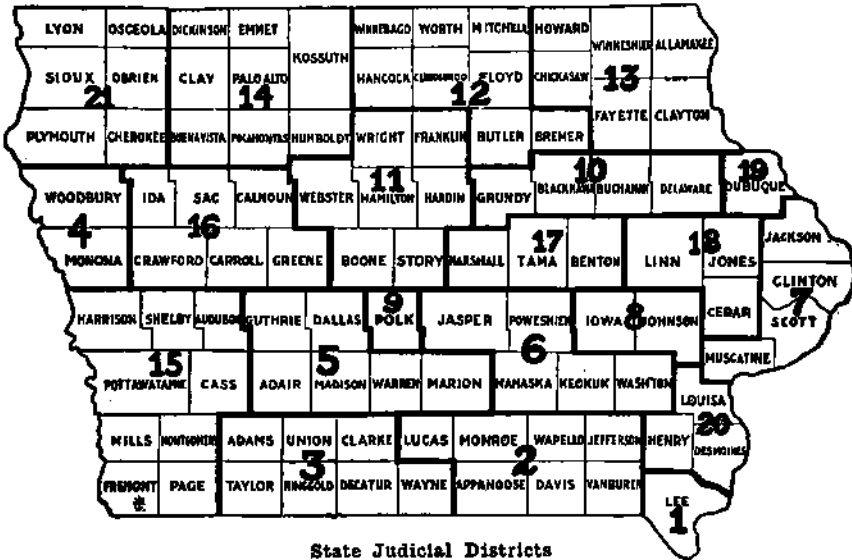 LYON OSCEOLA DICKINSON EMMET KOSSUTH WINNEBAGO WORTH MITCHELL HOWARD WINNESHIEK ALLAMAKEE
SIOUX OBRIEN CLAY PALO ALTO HANCOCK FLOYD CHICKASAW
21 14 12 13
PLYMOUTH CHEROKEE BUENAVISTA POCAHONTAS HUMBOLDT WRIGHT FRANKLIN BUTLER BREMER FAYETTE CLAYTON
WOODBURY IDA SAC CALHOUN WEBSTER 11 HAMILTON HARDIN GRUNDY 10 BLACKHAWK BUCHANAN DELAWARE 19 DUBUQUE
4 16 17 18
MONONA CRAWFORD CARROLL GREENE BOONE STORY MARSHALL TAMA BENTON LINN JONES JACKSON
CLINTON
HARRISON SHELBY AUDUBON GUTHRIE DALLAS 9 POLK JASPER POWESHIEK IOWA 8 JOHNSON CEDAR 7 SCOTT
15 5 6 MUSCATINE
POTTAWATAMIE CASS ADAIR MADISON WARREN MARION MAHASKA KEOKUK WASH'TON LOUISA
MILLS MONTGOMERY ADAMS UNION CLARKE LUCAS MONROE WAPELLO JEFFERSON HENRY 20 DESMOINES
3 2
FREMONT PAGE TAYLOR RINGGOLD DECATUR WAYNE APPANOOSE DAVIS VANBUREN LEE
* 1
State Judicial Districts